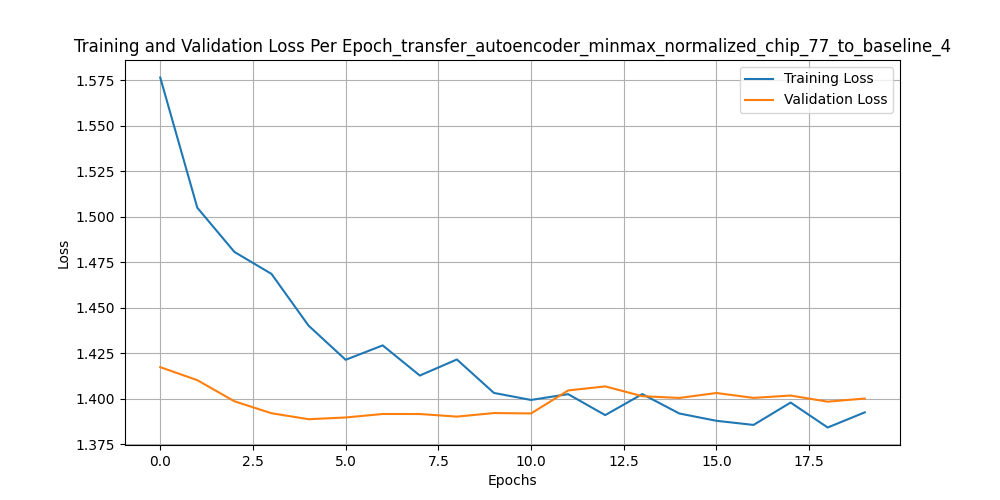 Training and Validation Loss Per Epoch_transfer_autoencoder_minmax_normalized_chip_77_to_baseline_4
Training Loss
Validation Loss
1.575
1.550
1.525
1.500
1.475
1.450
1.425
1.400
1.375
Loss
0.0 2.5 5.0 7.5 10.0 12.5 15.0 17.5
Epochs